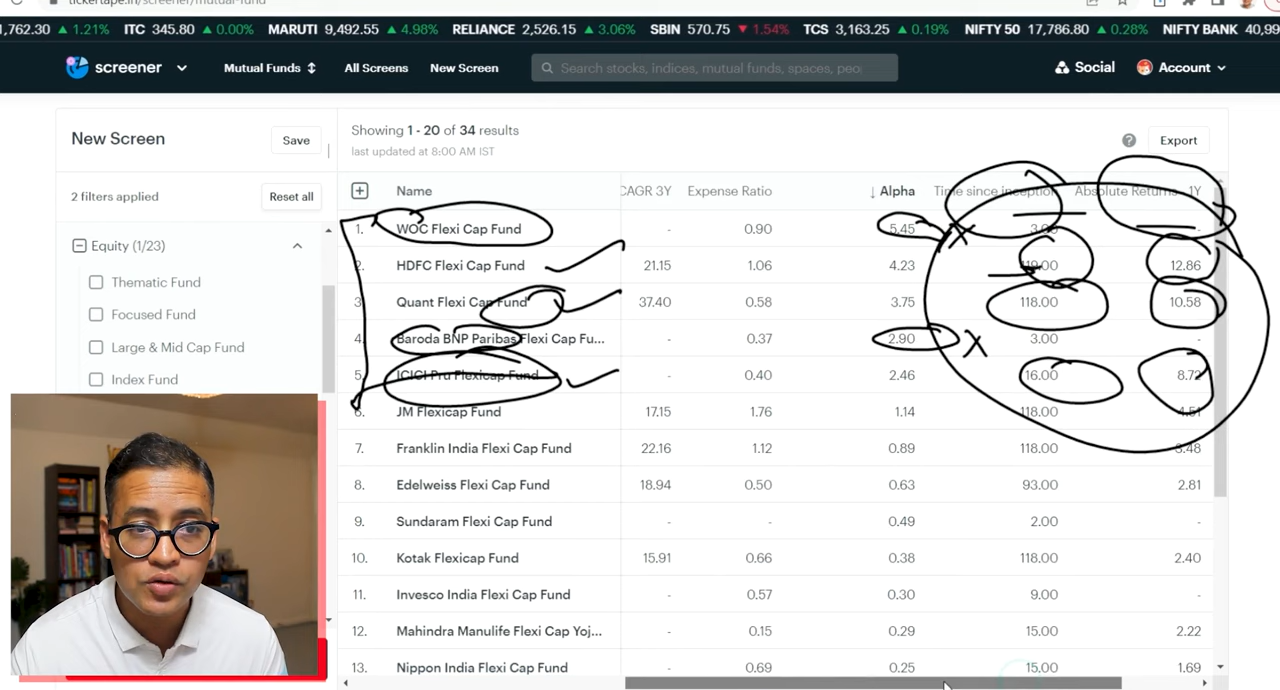 tickertape.in/screener/mutual-fund
1,762.30 ▲ 1.21% ITC 345.80 ▲ 0.00% MARUTI 9,492.55 ▲ 4.98% RELIANCE 2,526.15 ▲ 3.06% SBIN 570.75 ▼ 1.54% TCS 3,163.25 ▲ 0.19% NIFTY 50 17,786.80 ▲ 0.28% NIFTY BANK 40,99
screener Mutual Funds All Screens New Screen Search stocks, indices, mutual funds, spaces, peo Social Account
New Screen Save
Showing 1 - 20 of 34 results
last updated at 8:00 AM IST
Export
2 filters applied Reset all
Equity (1/23)
Thematic Fund
Focused Fund
Large & Mid Cap Fund
Index Fund
Name CAGR 3Y Expense Ratio ↓ Alpha Time since inception Absolute Returns - 1Y
1. WOC Flexi Cap Fund - 0.90 5.45 3.00 -
2. HDFC Flexi Cap Fund 21.15 1.06 4.23 118.00 12.86
3. Quant Flexi Cap Fund 37.40 0.58 3.75 118.00 10.58
4. Baroda BNP Paribas Flexi Cap Fu... - 0.37 2.90 3.00 -
5. ICICI Pru Flexicap Fund - 0.40 2.46 16.00 8.72
6. JM Flexicap Fund 17.15 1.76 1.14 118.00 4.51
7. Franklin India Flexi Cap Fund 22.16 1.12 0.89 118.00 3.48
8. Edelweiss Flexi Cap Fund 18.94 0.50 0.63 93.00 2.81
9. Sundaram Flexi Cap Fund - - 0.49 2.00 -
10. Kotak Flexicap Fund 15.91 0.66 0.38 118.00 2.40
11. Invesco India Flexi Cap Fund - 0.57 0.30 9.00 -
12. Mahindra Manulife Flexi Cap Yoj... - 0.15 0.29 15.00 2.22
13. Nippon India Flexi Cap Fund - 0.69 0.25 15.00 1.69